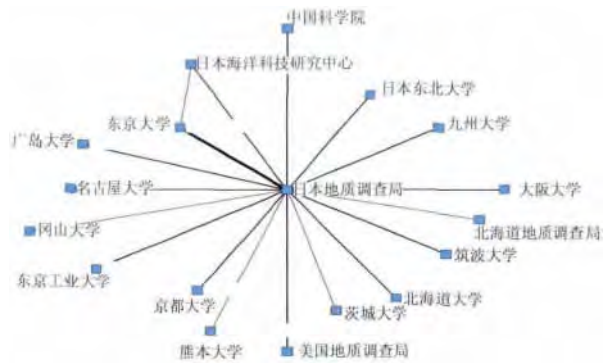 中国科学院
日本海洋科技研究中心
日本东北大学
东京大学
九州大学
广岛大学
名古屋大学
日本地质调查局
大阪大学
冈山大学
北海道地质调查局
筑波大学
东京工业大学
京都大学
北海道大学
茨城大学
熊本大学
美国地质调查局